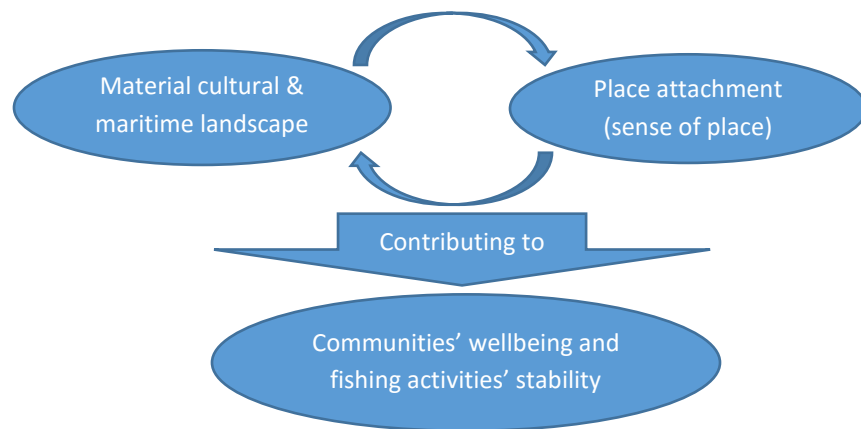 Material cultural &
maritime landscape
Place attachment
(sense of place)
Contributing to
Communities’ wellbeing and
fishing activities’ stability